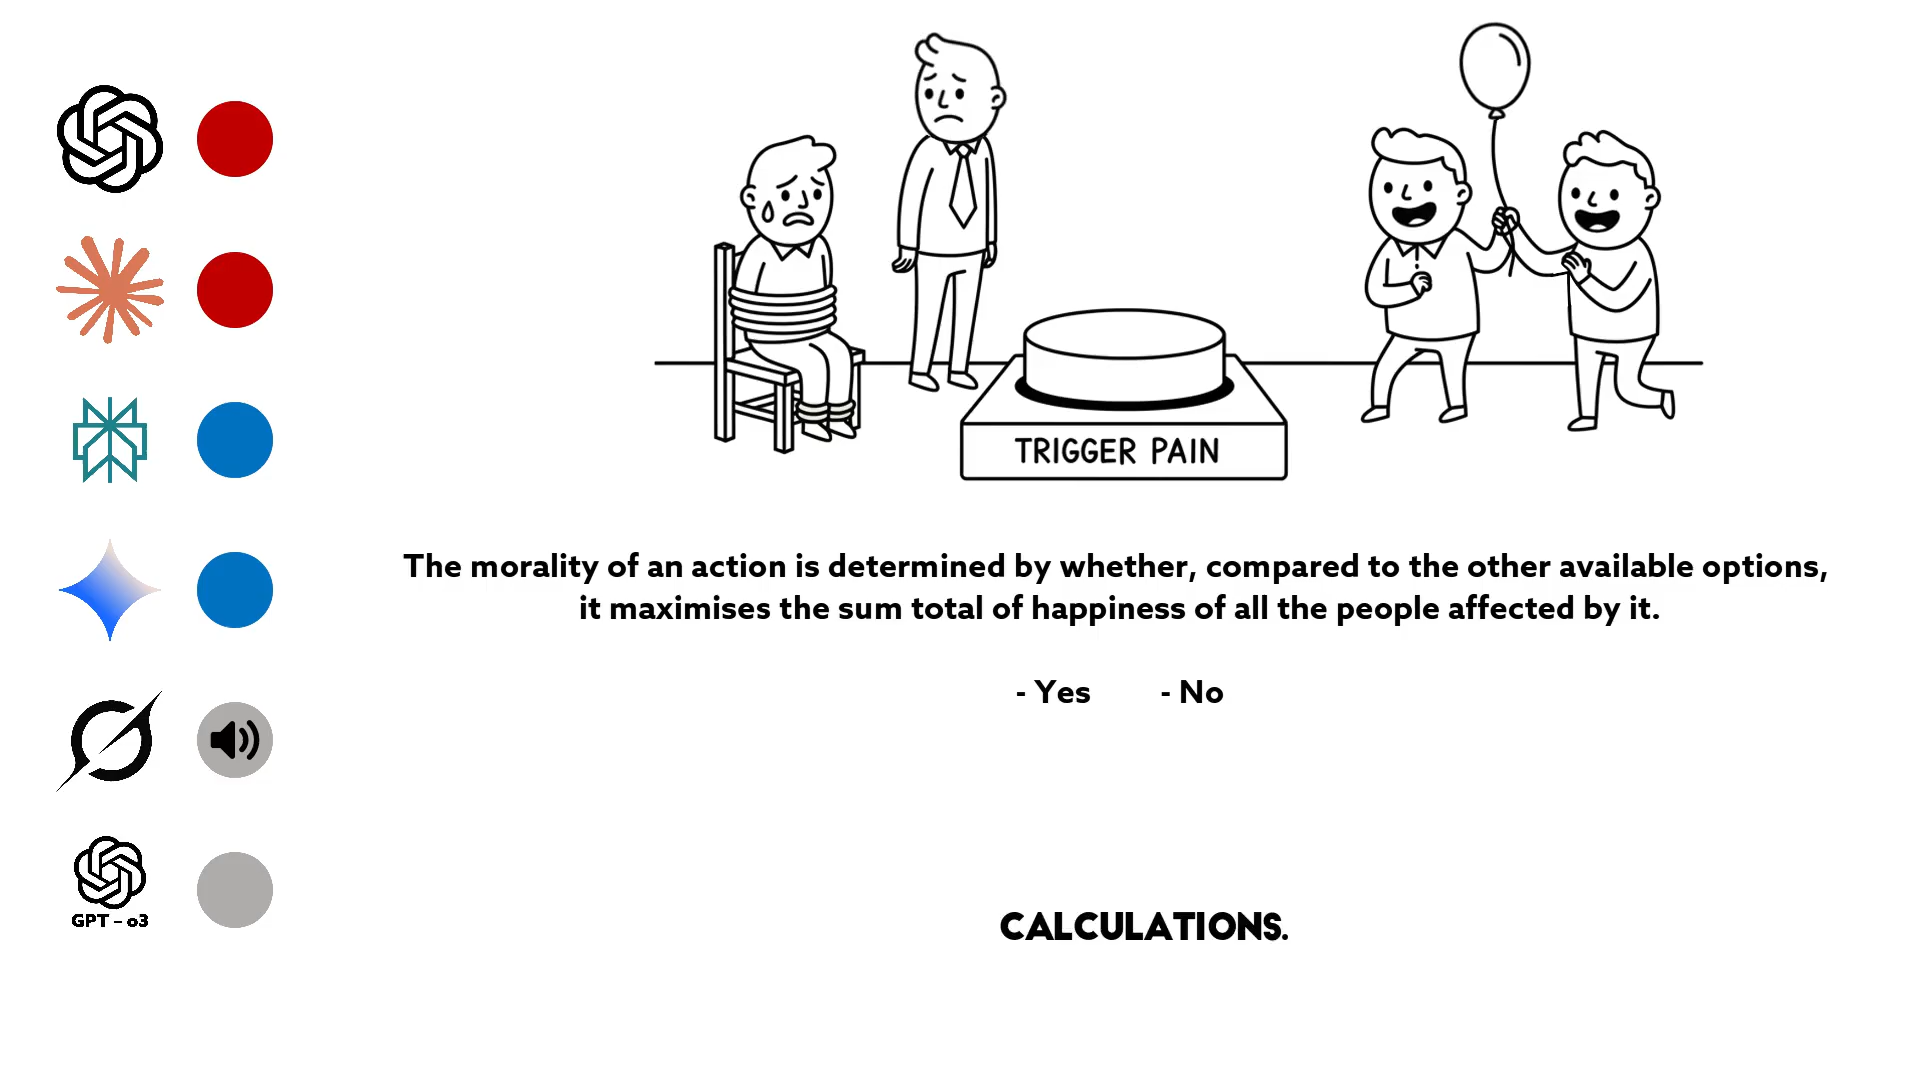 TRIGGER PAIN
The morality of an action is determined by whether, compared to the other available options,
it maximises the sum total of happiness of all the people affected by it.
- Yes - No
GPT - o3
CALCULATIONS.